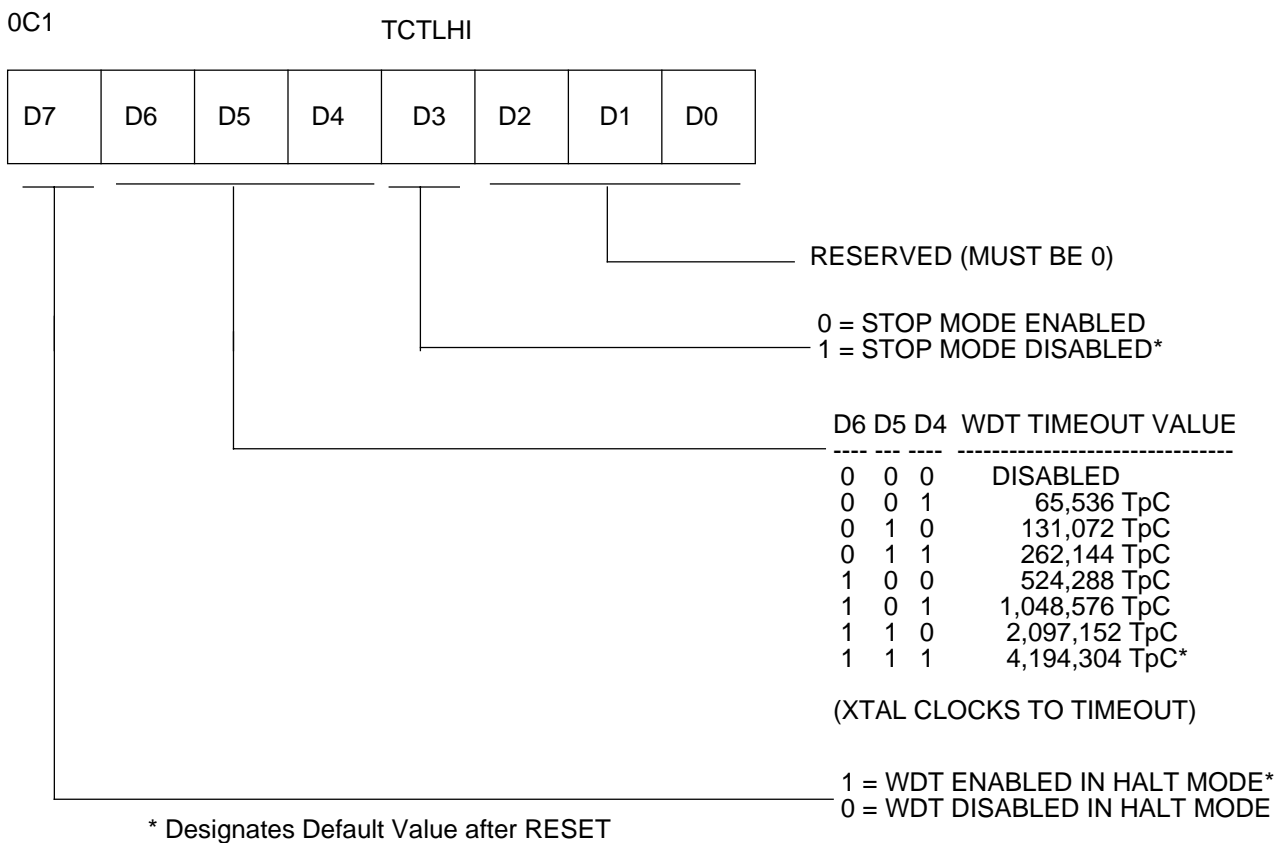 0C1
TCTLHI
D7 D6 D5 D4 D3 D2 D1 D0
RESERVED (MUST BE 0)
0 = STOP MODE ENABLED
1 = STOP MODE DISABLED*
D6 D5 D4 WDT TIMEOUT VALUE
---- --- ---- --------------------------------
0 0 0 DISABLED
0 0 1 65,536 TpC
0 1 0 131,072 TpC
0 1 1 262,144 TpC
1 0 0 524,288 TpC
1 0 1 1,048,576 TpC
1 1 0 2,097,152 TpC
1 1 1 4,194,304 TpC*
(XTAL CLOCKS TO TIMEOUT)
1 = WDT ENABLED IN HALT MODE*
0 = WDT DISABLED IN HALT MODE
* Designates Default Value after RESET